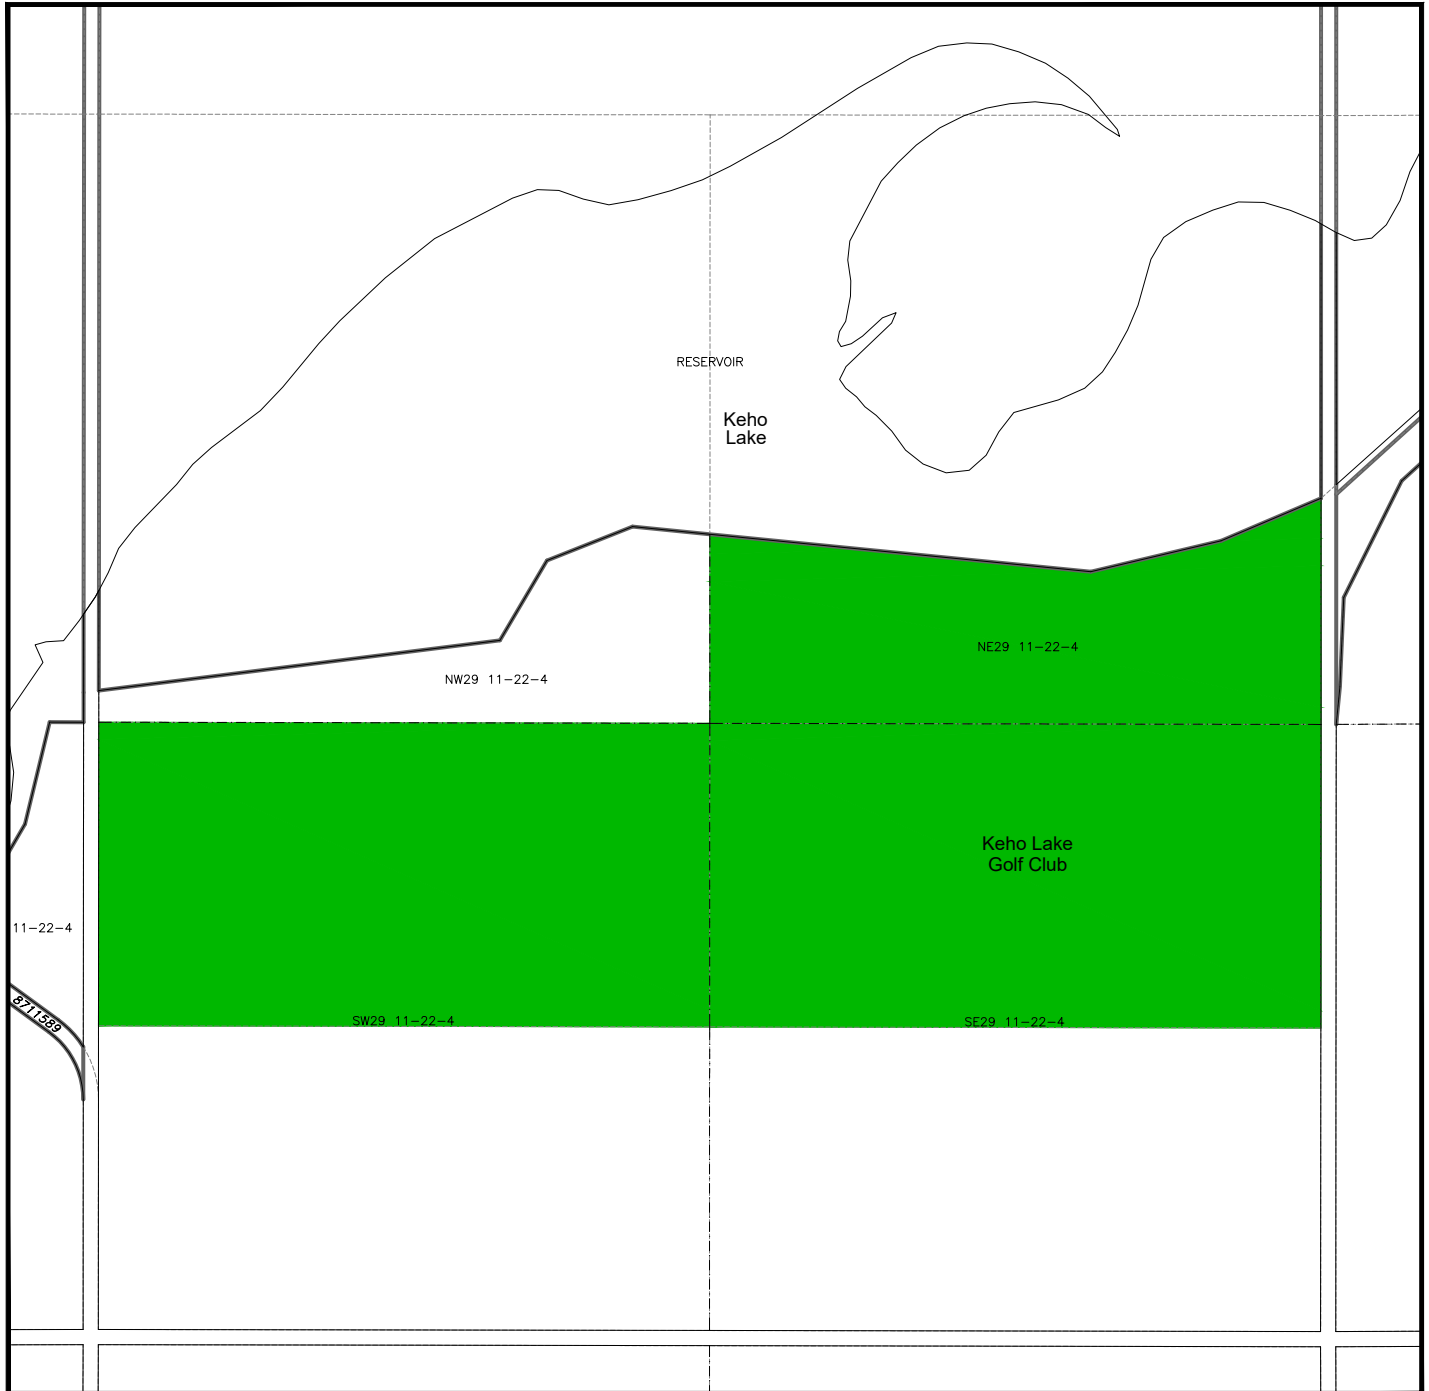 RESERVOIR
Keho
Lake
NE29 11-22-4
NW29 11-22-4
Keho Lake
Golf Club
11-22-4
8711589
SW29 11-22-4
SE29 11-22-4